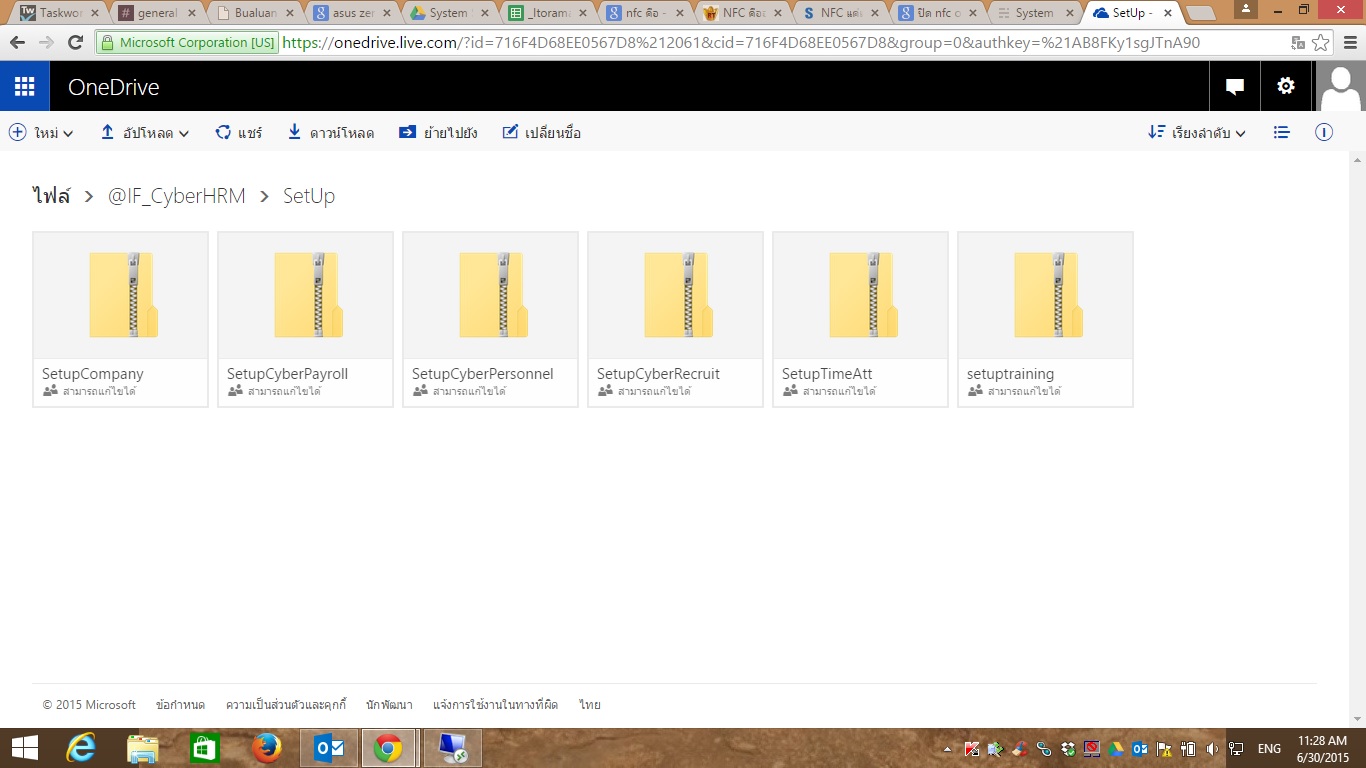 Taskwor
general
Bualuan
asus zer
System
_Itorama
nfc คือ -
NFC คืออ
NFC แต่
ปิด nfc o
System
SetUp -
Microsoft Corporation [US] https://onedrive.live.com/?id=716F4D68EE0567D8%212061&cid=716F4D68EE0567D8&group=0&authkey=%21AB8FKy1sgJTnA90
OneDrive
ใหม่ อัปโหลด แชร์ ดาวน์โหลด ย้ายไปยัง เปลี่ยนชื่อ เรียงลำดับ
ไฟล์ > @IF_CyberHRM > SetUp
SetupCompany
สามารถแก้ไขได้
SetupCyberPayroll
สามารถแก้ไขได้
SetupCyberPersonnel
สามารถแก้ไขได้
SetupCyberRecruit
สามารถแก้ไขได้
SetupTimeAtt
สามารถแก้ไขได้
setuptraining
สามารถแก้ไขได้
© 2015 Microsoft ข้อกำหนด ความเป็นส่วนตัวและคุกกี้ นักพัฒนา แจ้งการใช้งานในทางที่ผิด ไทย
ENG
11:28 AM
6/30/2015